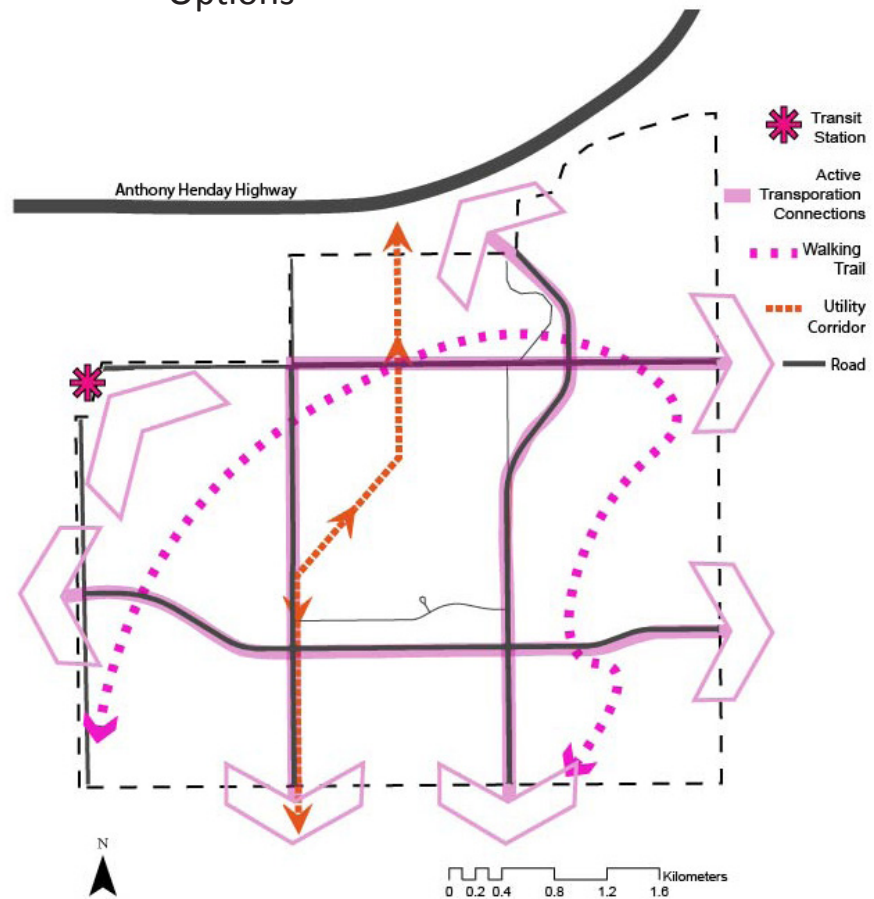 Options
Anthony Henday Highway
Transit
Station
Active
Transporation
Connections
Walking
Trail
Utility
Corridor
Road
N
Kilometers
0 0.2 0.4 0.8 1.2 1.6